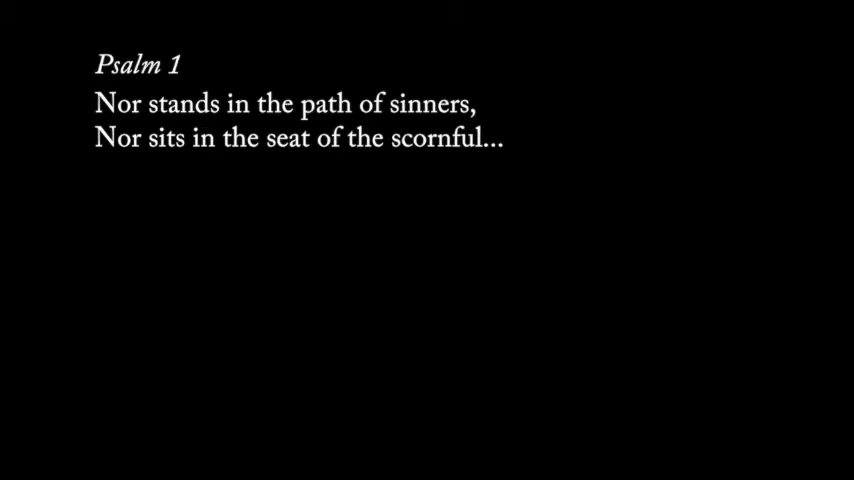 Psalm 1
Nor stands in the path of sinners,
Nor sits in the seat of the scornful...